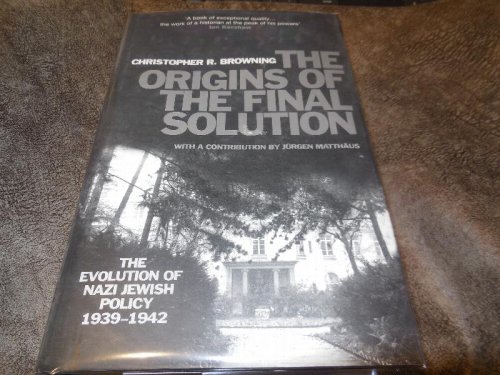 'A book of exceptional quality...
the work of a historian at the peak of his powers'
Ian Kershaw
CHRISTOPHER R. BROWNING THE
ORIGINS OF
THE FINAL
SOLUTION
WITH A CONTRIBUTION BY JÜRGEN MATTHÄUS
THE
EVOLUTION OF
NAZI JEWISH
POLICY
1939–1942